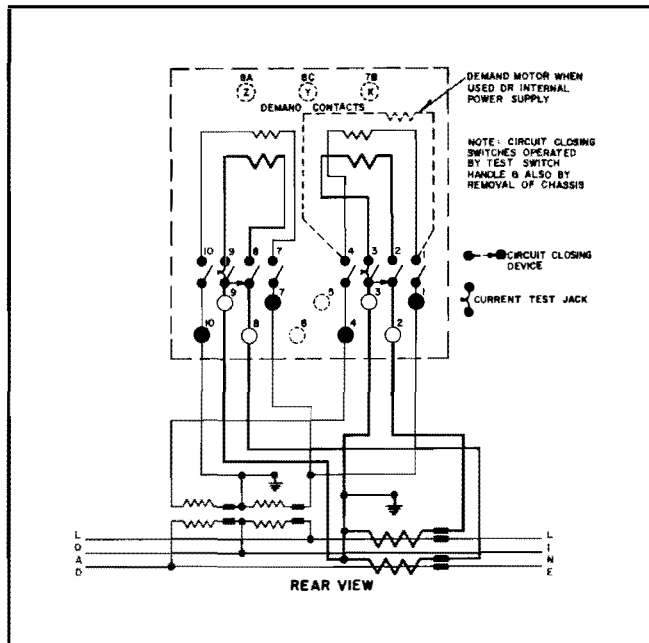 8A 8C 7B
Z Y K
DEMAND CONTACTS
DEMAND MOTOR WHEN
USED OR INTERNAL
POWER SUPPLY
NOTE: CIRCUIT CLOSING
SWITCHES OPERATED
BY TEST SWITCH
HANDLE & ALSO BY
REMOVAL OF CHASSIS
10 9 8 7 4 3 2 1
CIRCUIT CLOSING
DEVICE
CURRENT TEST JACK
9 7 5 3 1
10 8 6 4 2
LOAD
LINE
REAR VIEW